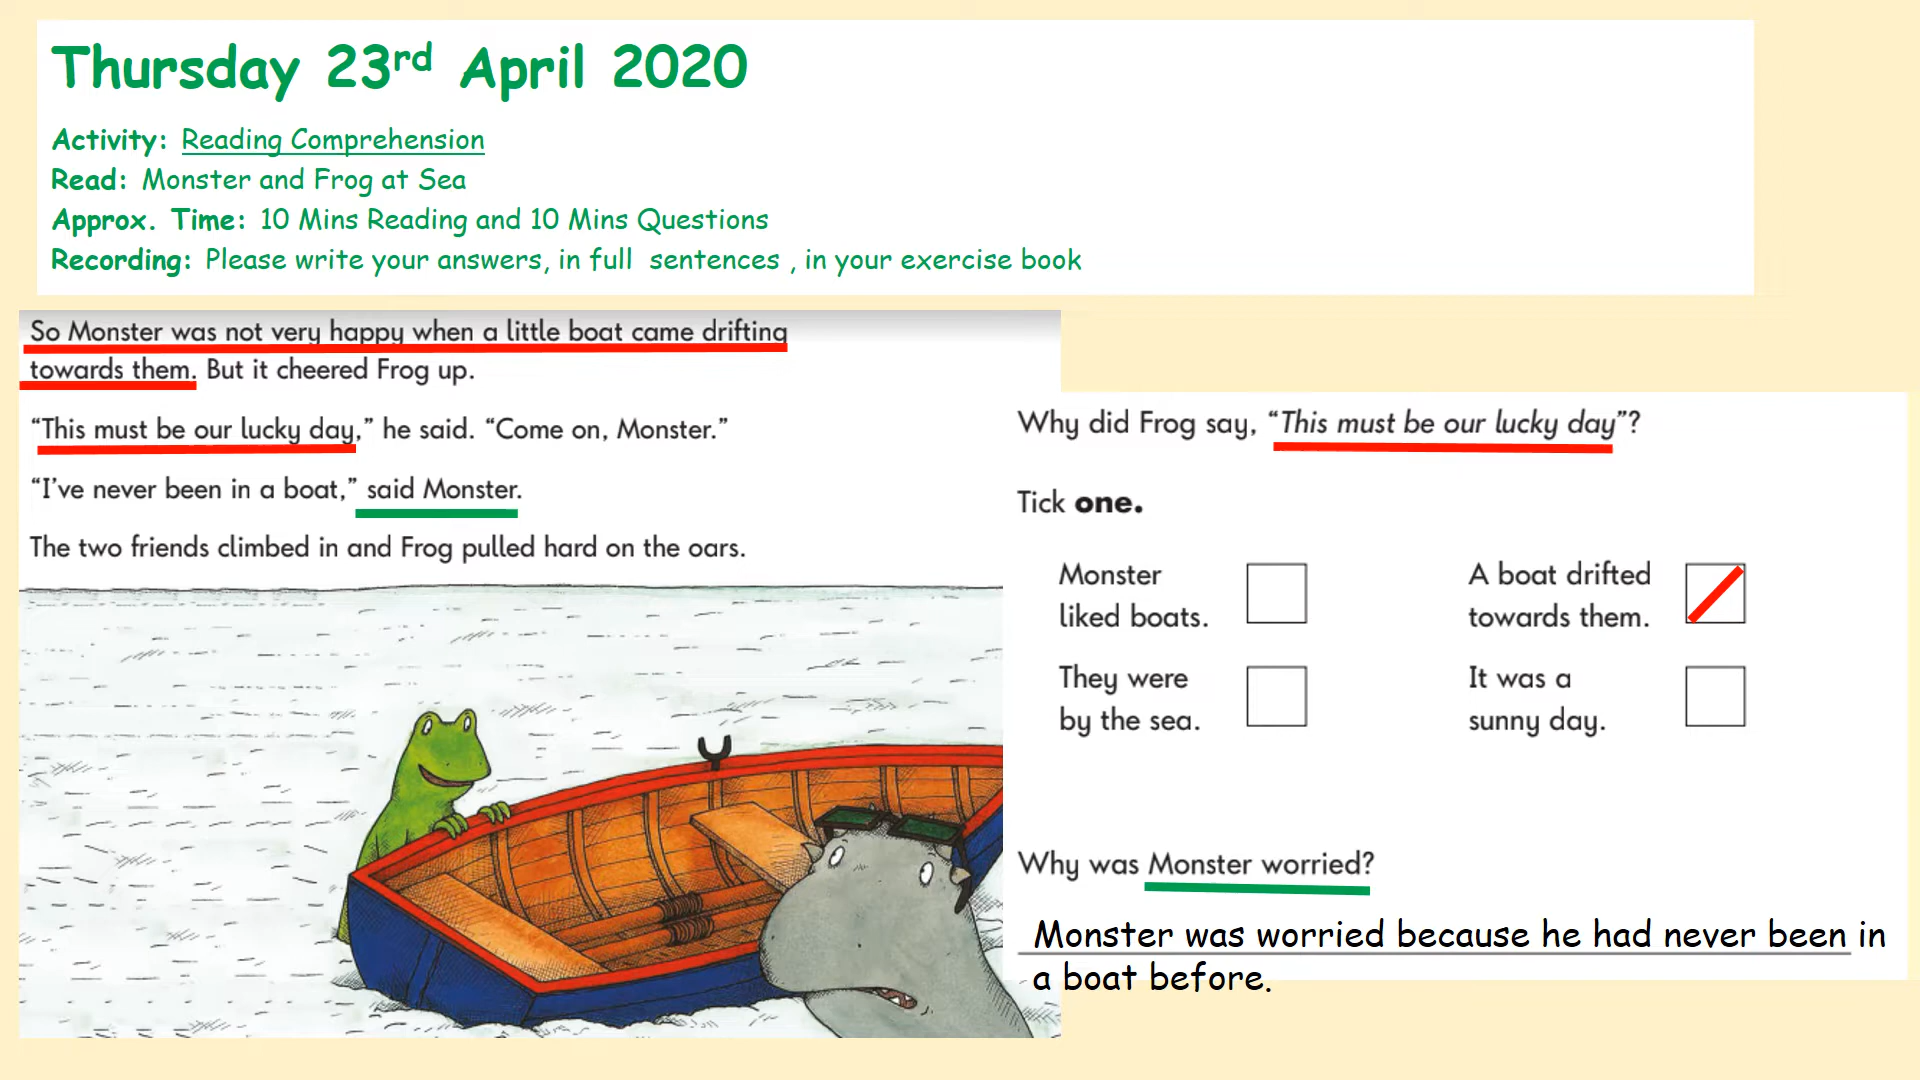 Thursday 23rd April 2020
Activity: Reading Comprehension
Read: Monster and Frog at Sea
Approx. Time: 10 Mins Reading and 10 Mins Questions
Recording: Please write your answers, in full sentences , in your exercise book
So Monster was not very happy when a little boat came drifting
towards them. But it cheered Frog up.
“This must be our lucky day,” he said. “Come on, Monster.”
“I’ve never been in a boat,” said Monster.
The two friends climbed in and Frog pulled hard on the oars.
Why did Frog say, “This must be our lucky day”?
Tick one.
Monster
liked boats.
A boat drifted
towards them.
They were
by the sea.
It was a
sunny day.
Why was Monster worried?
Monster was worried because he had never been in
a boat before.